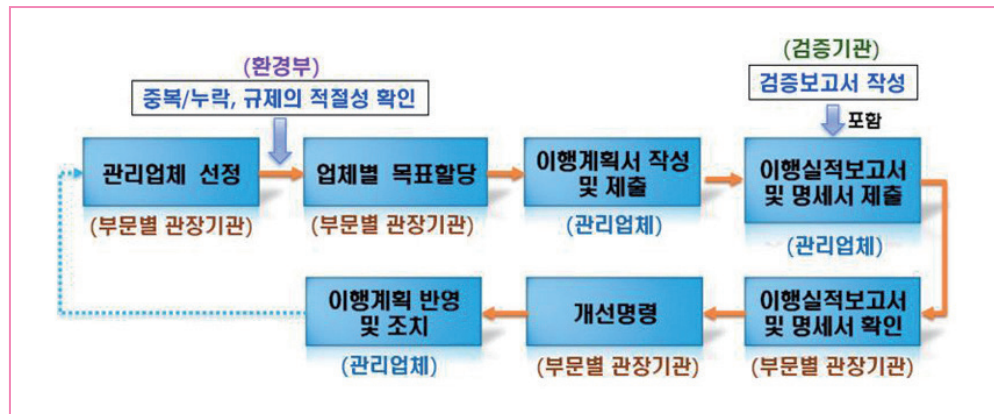 (환경부)
중복/누락, 규제의 적절성 확인
(검증기관)
검증보고서 작성
포함
관리업체 선정
(부문별 관장기관)
업체별 목표할당
(부문별 관장기관)
이행계획서 작성
및 제출
(관리업체)
이행실적보고서
및 명세서 제출
(관리업체)
이행실적보고서
및 명세서 확인
(부문별 관장기관)
개선명령
(부문별 관장기관)
이행계획 반영
및 조치
(관리업체)